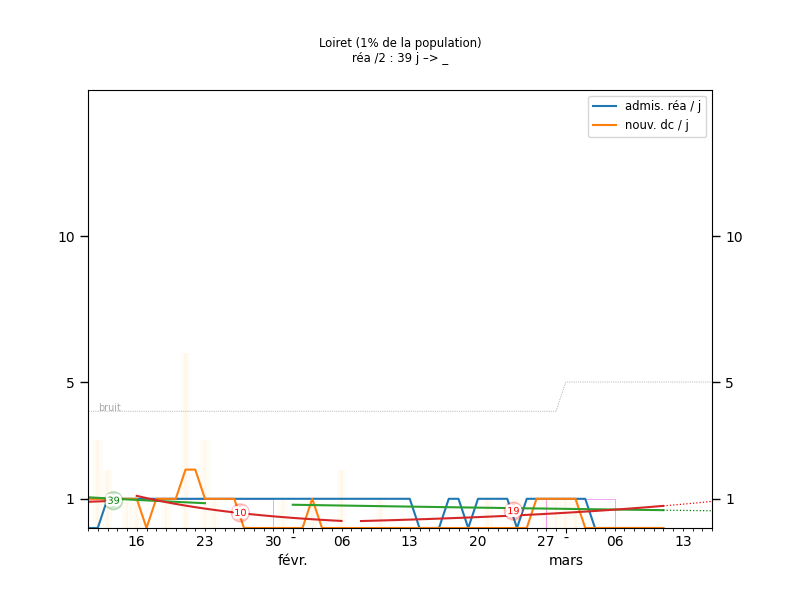 Loiret (1% de la population)
réa /2 : 39 j –> _
admis. réa / j
nouv. dc / j
10 10
5 5
bruit
1 1
39 10 19
16 23 30 - 06 13 20 27 - 06 13
févr. mars